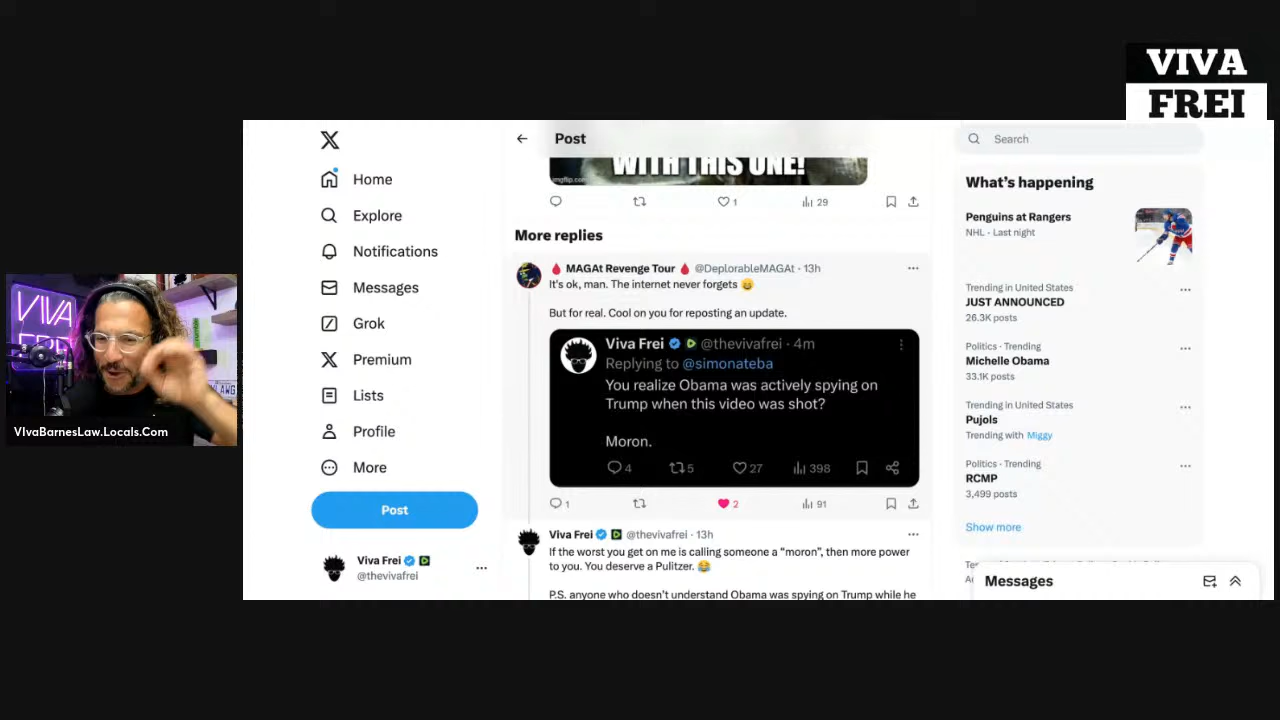 VIVA
FREI
VIVA
VIvaBarnesLaw.Locals.Com
Home
Explore
Notifications
Messages
Grok
Premium
Lists
Profile
More
Post
Viva Frei
@thevivafrei
Post
WITH THIS ONE!
imgflip.com
1
29
More replies
MAGAt Revenge Tour @DeplorableMAGAt · 13h
It's ok, man. The internet never forgets 😄
But for real. Cool on you for reposting an update.
Viva Frei @thevivafrei · 4m
Replying to @simonateba
You realize Obama was actively spying on
Trump when this video was shot?
Moron.
4
5
27
398
1
2
91
Viva Frei @thevivafrei · 13h
If the worst you get on me is calling someone a “moron”, then more power
to you. You deserve a Pulitzer. 😂
P.S. anyone who doesn't understand Obama was spying on Trump while he
Search
What's happening
Penguins at Rangers
NHL · Last night
Trending in United States
JUST ANNOUNCED
26.3K posts
Politics · Trending
Michelle Obama
33.1K posts
Trending in United States
Pujols
Trending with Miggy
Politics · Trending
RCMP
3,499 posts
Show more
Messages